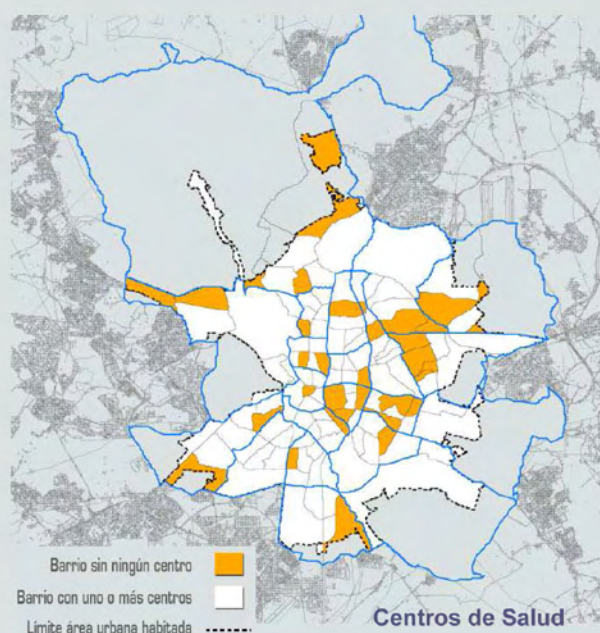 Barrio sin ningún centro
Barrio con uno o más centros
Límite área urbana habitada
Centros de Salud